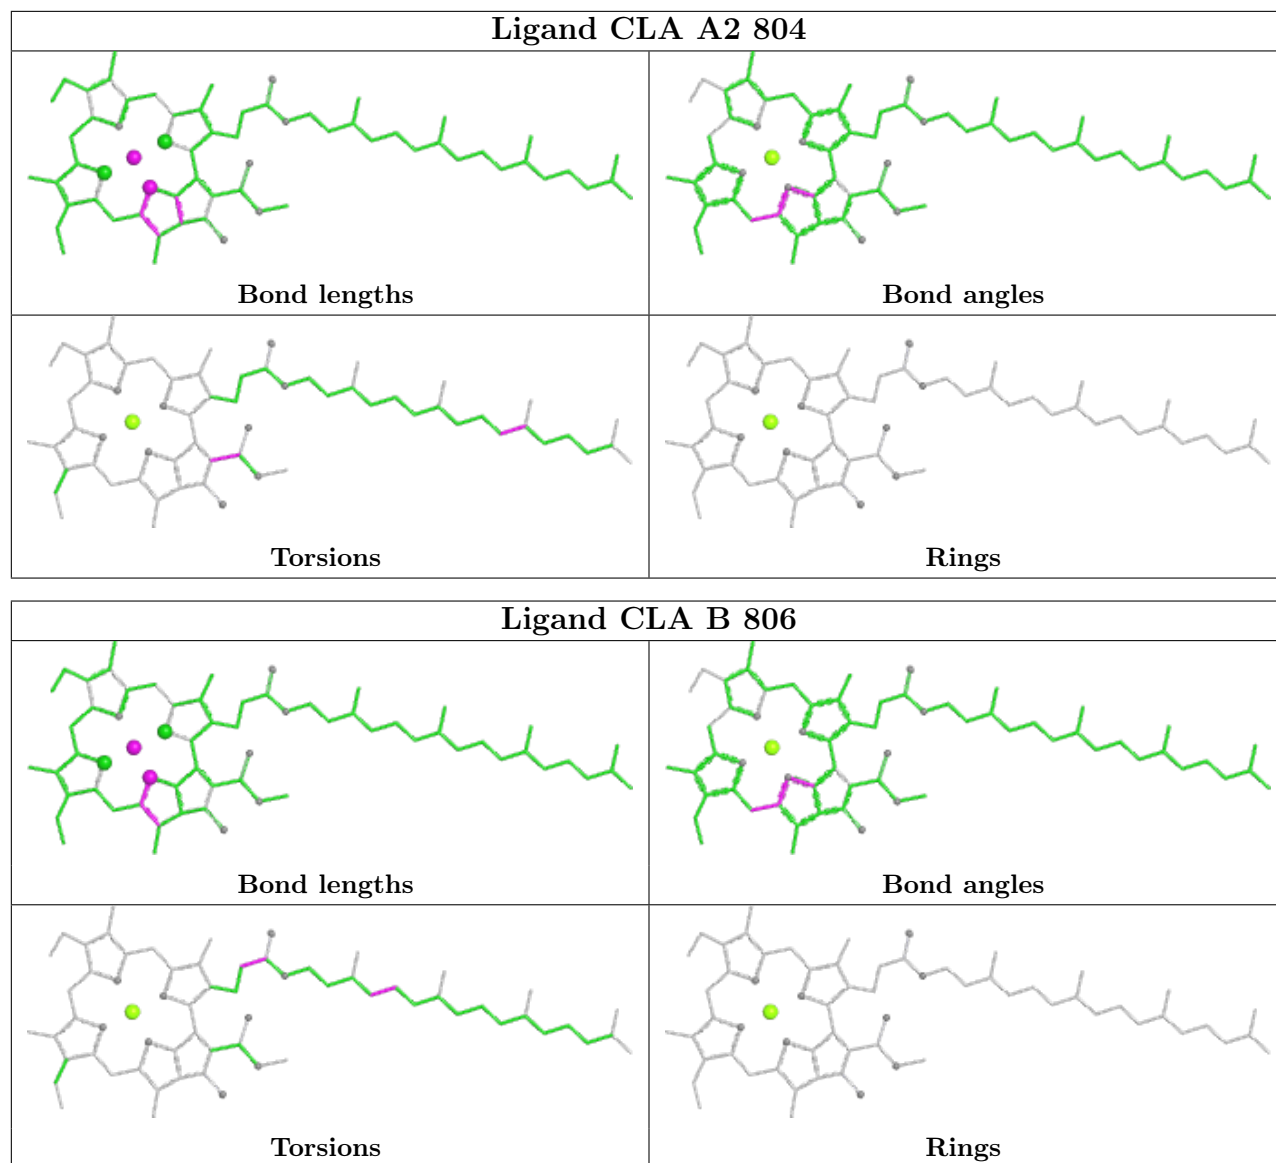 Ligand CLA A2 804
Bond lengths
Bond angles
Torsions
Rings
Ligand CLA B 806
Bond lengths
Bond angles
Torsions
Rings